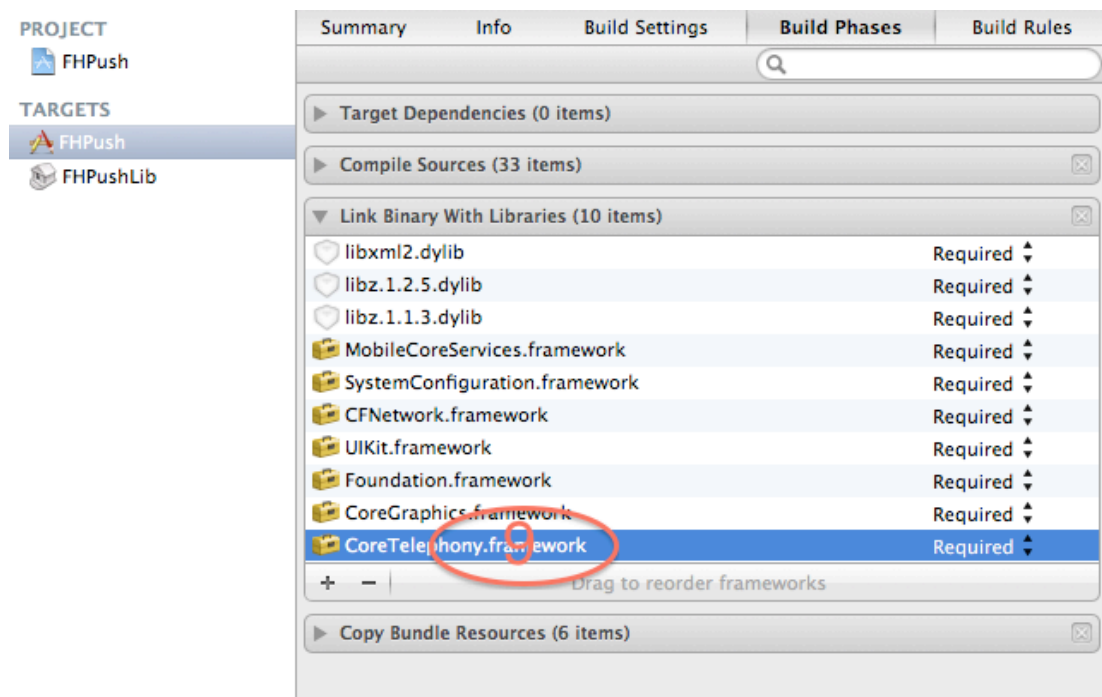 PROJECT
FHPush
TARGETS
FHPush
FHPushLib
Summary Info Build Settings Build Phases Build Rules
Target Dependencies (0 items)
Compile Sources (33 items)
Link Binary With Libraries (10 items)
libxml2.dylib Required
libz.1.2.5.dylib Required
libz.1.1.3.dylib Required
MobileCoreServices.framework Required
SystemConfiguration.framework Required
CFNetwork.framework Required
UIKit.framework Required
Foundation.framework Required
CoreGraphics.framework Required
9
CoreTelephony.framework Required
+ − Drag to reorder frameworks
Copy Bundle Resources (6 items)